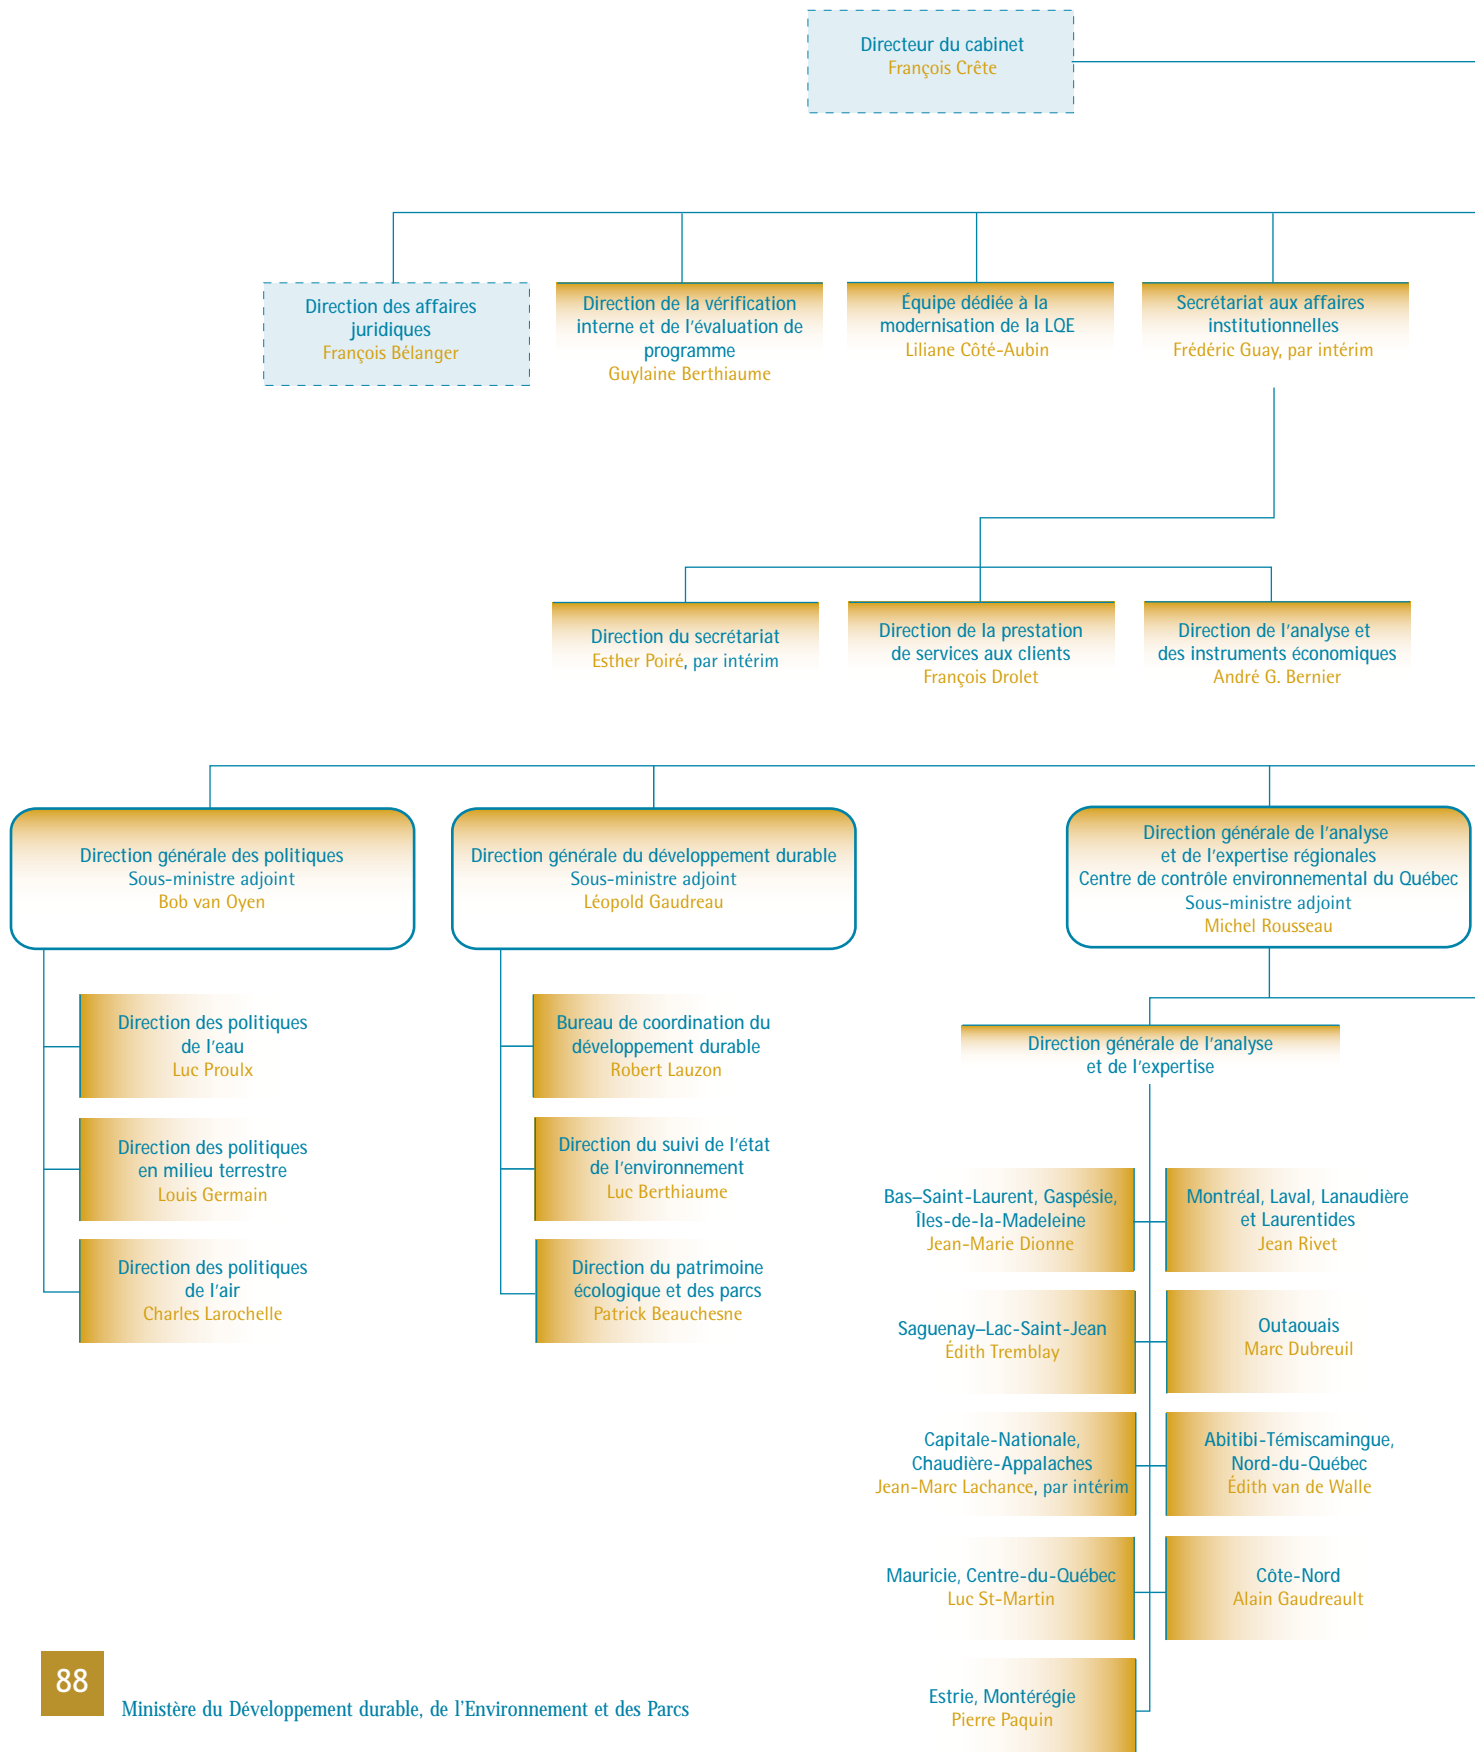 Directeur du cabinet
François Crête
Direction des affaires
juridiques
François Bélanger
Direction de la vérification
interne et de l'évaluation de
programme
Guylaine Berthiaume
Équipe dédiée à la
modernisation de la LQE
Liliane Côté-Aubin
Secrétariat aux affaires
institutionnelles
Frédéric Guay, par intérim
Direction du secrétariat
Esther Poiré, par intérim
Direction de la prestation
de services aux clients
François Drolet
Direction de l'analyse et
des instruments économiques
André G. Bernier
Direction générale des politiques
Sous-ministre adjoint
Bob van Oyen
Direction générale du développement durable
Sous-ministre adjoint
Léopold Gaudreau
Direction générale de l'analyse
et de l'expertise régionales
Centre de contrôle environnemental du Québec
Sous-ministre adjoint
Michel Rousseau
Direction des politiques
de l'eau
Luc Proulx
Direction des politiques
en milieu terrestre
Louis Germain
Direction des politiques
de l'air
Charles Larochelle
Bureau de coordination du
développement durable
Robert Lauzon
Direction du suivi de l'état
de l'environnement
Luc Berthiaume
Direction du patrimoine
écologique et des parcs
Patrick Beauchesne
Direction générale de l'analyse
et de l'expertise
Bas–Saint-Laurent, Gaspésie,
Îles-de-la-Madeleine
Jean-Marie Dionne
Montréal, Laval, Lanaudière
et Laurentides
Jean Rivet
Saguenay–Lac-Saint-Jean
Édith Tremblay
Outaouais
Marc Dubreuil
Capitale-Nationale,
Chaudière-Appalaches
Jean-Marc Lachance, par intérim
Abitibi-Témiscamingue,
Nord-du-Québec
Édith van de Walle
Mauricie, Centre-du-Québec
Luc St-Martin
Côte-Nord
Alain Gaudreault
Estrie, Montérégie
Pierre Paquin
88
Ministère du Développement durable, de l'Environnement et des Parcs